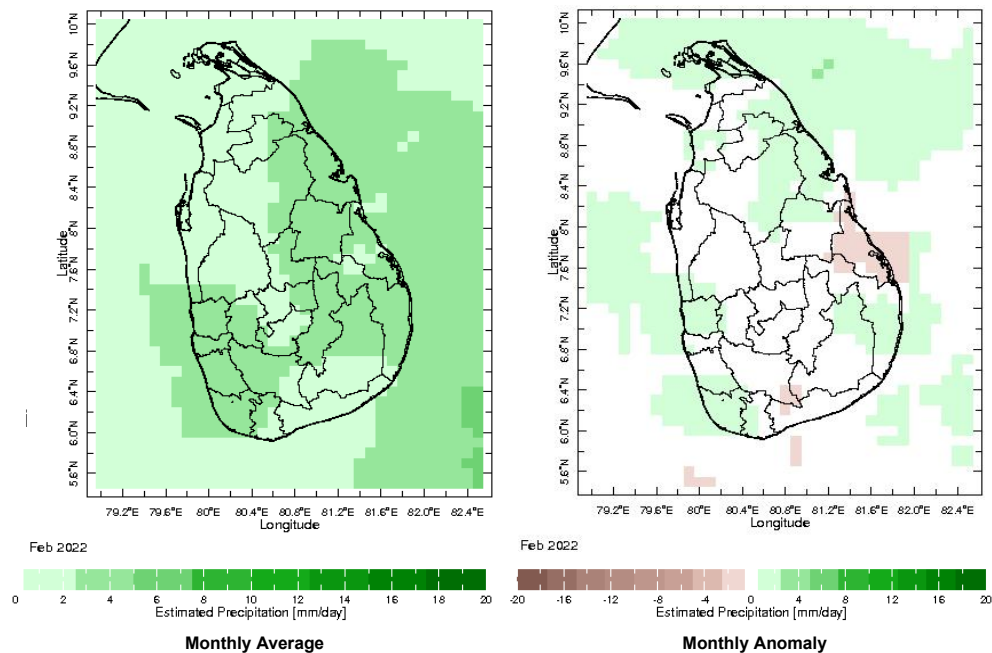 10°N
9.6°N
9.2°N
8.8°N
8.4°N
8°N
7.6°N
7.2°N
6.8°N
6.4°N
6.0°N
5.6°N
Latitude
79.2°E 80°E 80.4°E 80.8°E 81.2°E 81.6°E 82.0°E 82.4°E
Longitude
Feb 2022
0 2 4 6 8 10 12 14 16 18 20
Estimated Precipitation [mm/day]
Monthly Average
10°N
9.6°N
9.2°N
8.8°N
8.4°N
8°N
7.6°N
7.2°N
6.8°N
6.4°N
6.0°N
5.6°N
Latitude
79.2°E 80°E 80.4°E 80.8°E 81.2°E 81.6°E 82.0°E 82.4°E
Longitude
Feb 2022
-20 -16 -12 -8 -4 0 4 8 12 16 20
Estimated Precipitation [mm/day]
Monthly Anomaly